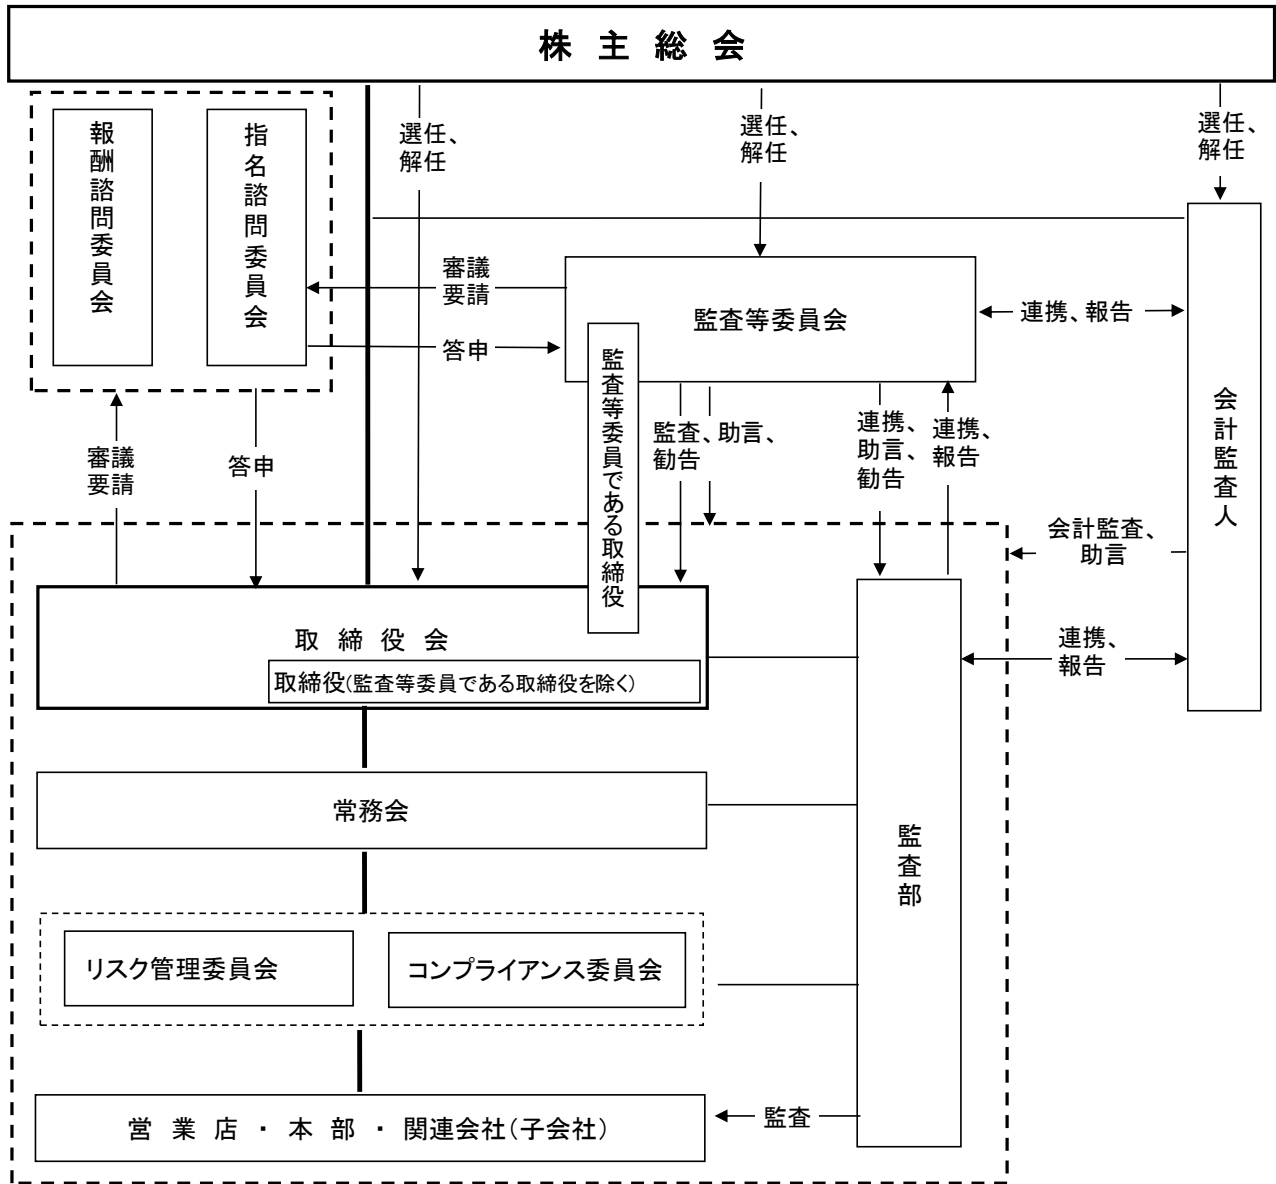 株 主 総 会
報酬諮問委員会
指名諮問委員会
選任、
解任
選任、
解任
選任、
解任
審議
要請
答申
監査等委員会
連携、報告
監査等委員である取締役
会計監査人
監査、助言、
勧告
連携、
助言、
勧告
連携、
報告
審議
要請
答申
会計監査、
助言
取 締 役 会
取締役(監査等委員である取締役を除く)
連携、
報告
常務会
監査部
リスク管理委員会
コンプライアンス委員会
営 業 店 ・ 本 部 ・ 関連会社(子会社)
監査